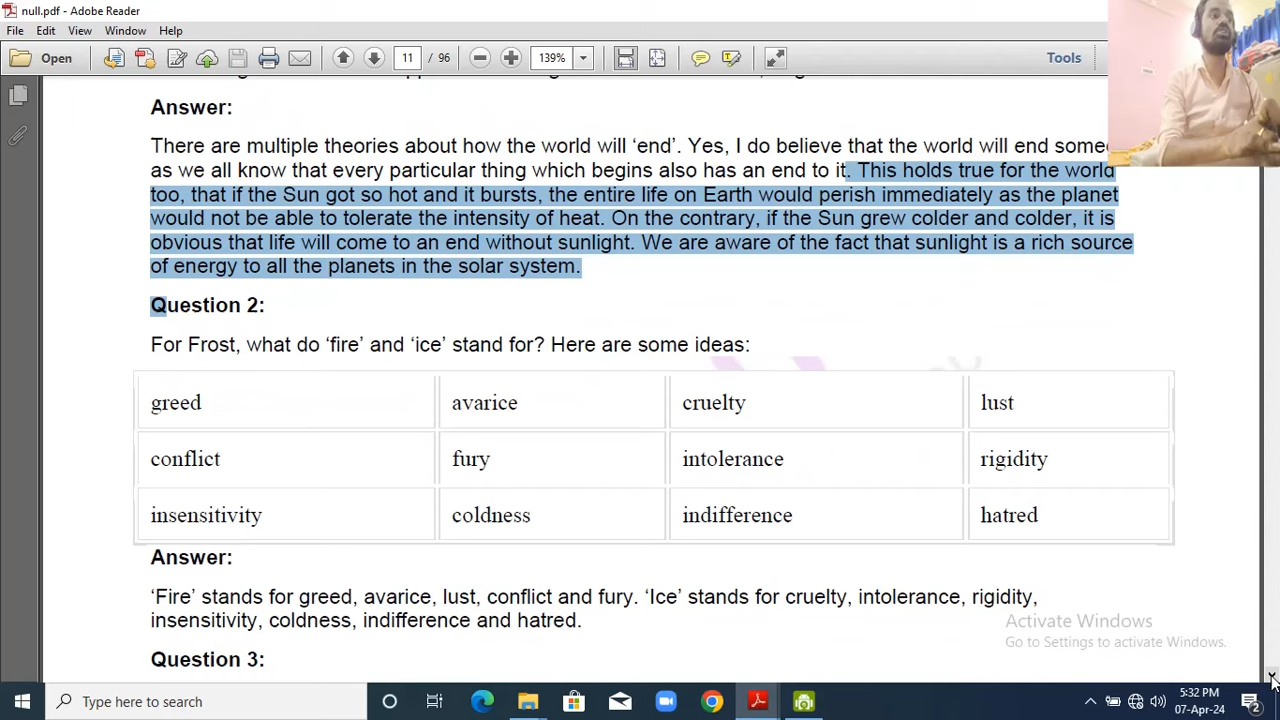 null.pdf - Adobe Reader
File Edit View Window Help
Open 11 / 96 139% Tools
Answer:
There are multiple theories about how the world will ‘end’. Yes, I do believe that the world will end
as we all know that every particular thing which begins also has an end to it. This holds true for the world
too, that if the Sun got so hot and it bursts, the entire life on Earth would perish immediately as the planet
would not be able to tolerate the intensity of heat. On the contrary, if the Sun grew colder and colder, it is
obvious that life will come to an end without sunlight. We are aware of the fact that sunlight is a rich source
of energy to all the planets in the solar system.
Question 2:
For Frost, what do ‘fire’ and ‘ice’ stand for? Here are some ideas:
greed avarice cruelty lust
conflict fury intolerance rigidity
insensitivity coldness indifference hatred
Answer:
‘Fire’ stands for greed, avarice, lust, conflict and fury. ‘Ice’ stands for cruelty, intolerance, rigidity,
insensitivity, coldness, indifference and hatred.
Activate Windows
Go to Settings to activate Windows.
Question 3:
Type here to search
5:32 PM
07-Apr-24
2